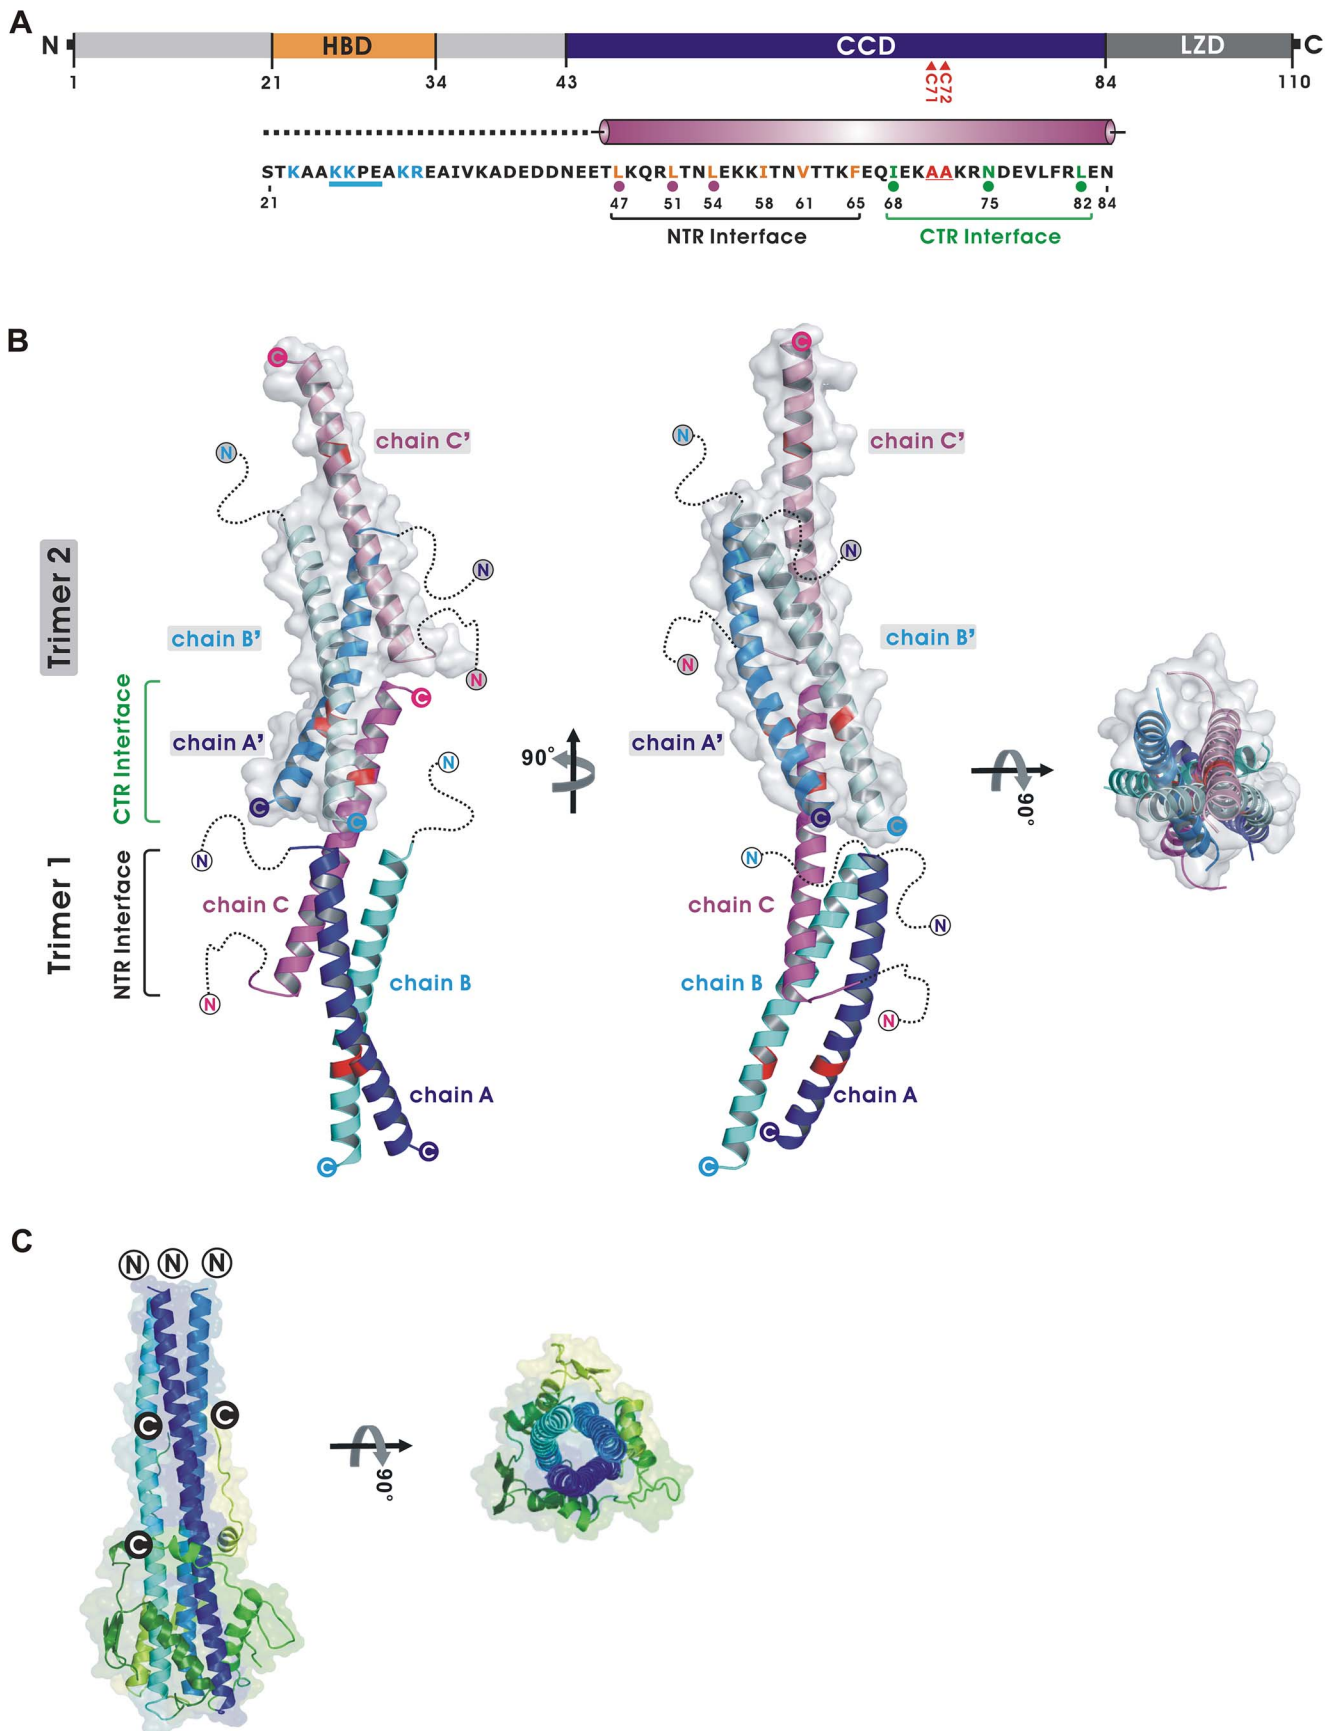 A
N HBD CCD LZD C
1 21 34 43 C71 C72 84 110
STKAAKKPEAKREAIVKADEDDNEETLKQRLTNLEKKITNVTTKFEQIEKAAKRNDEVLFRLEN
21 47 51 54 58 61 65 68 75 82 84
NTR Interface CTR Interface
B
C C
chain C’ chain C’
N N
N N
Trimer 2
chain B’ chain B’
N N
C
CTR Interface
chain A’ chain A’
N
90° 90°
C C C C
N N
Trimer 1
NTR Interface
chain C chain C
N
N N
chain B chain B
chain A chain A
C C
C C
C
N N N
C C
90°
C